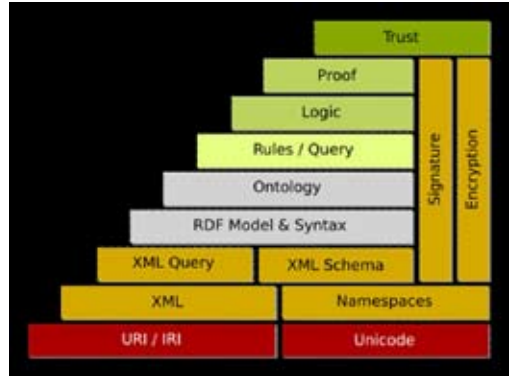 Trust
Proof
Logic
Rules / Query
Signature
Encryption
Ontology
RDF Model & Syntax
XML Query
XML Schema
XML
Namespaces
URI / IRI
Unicode